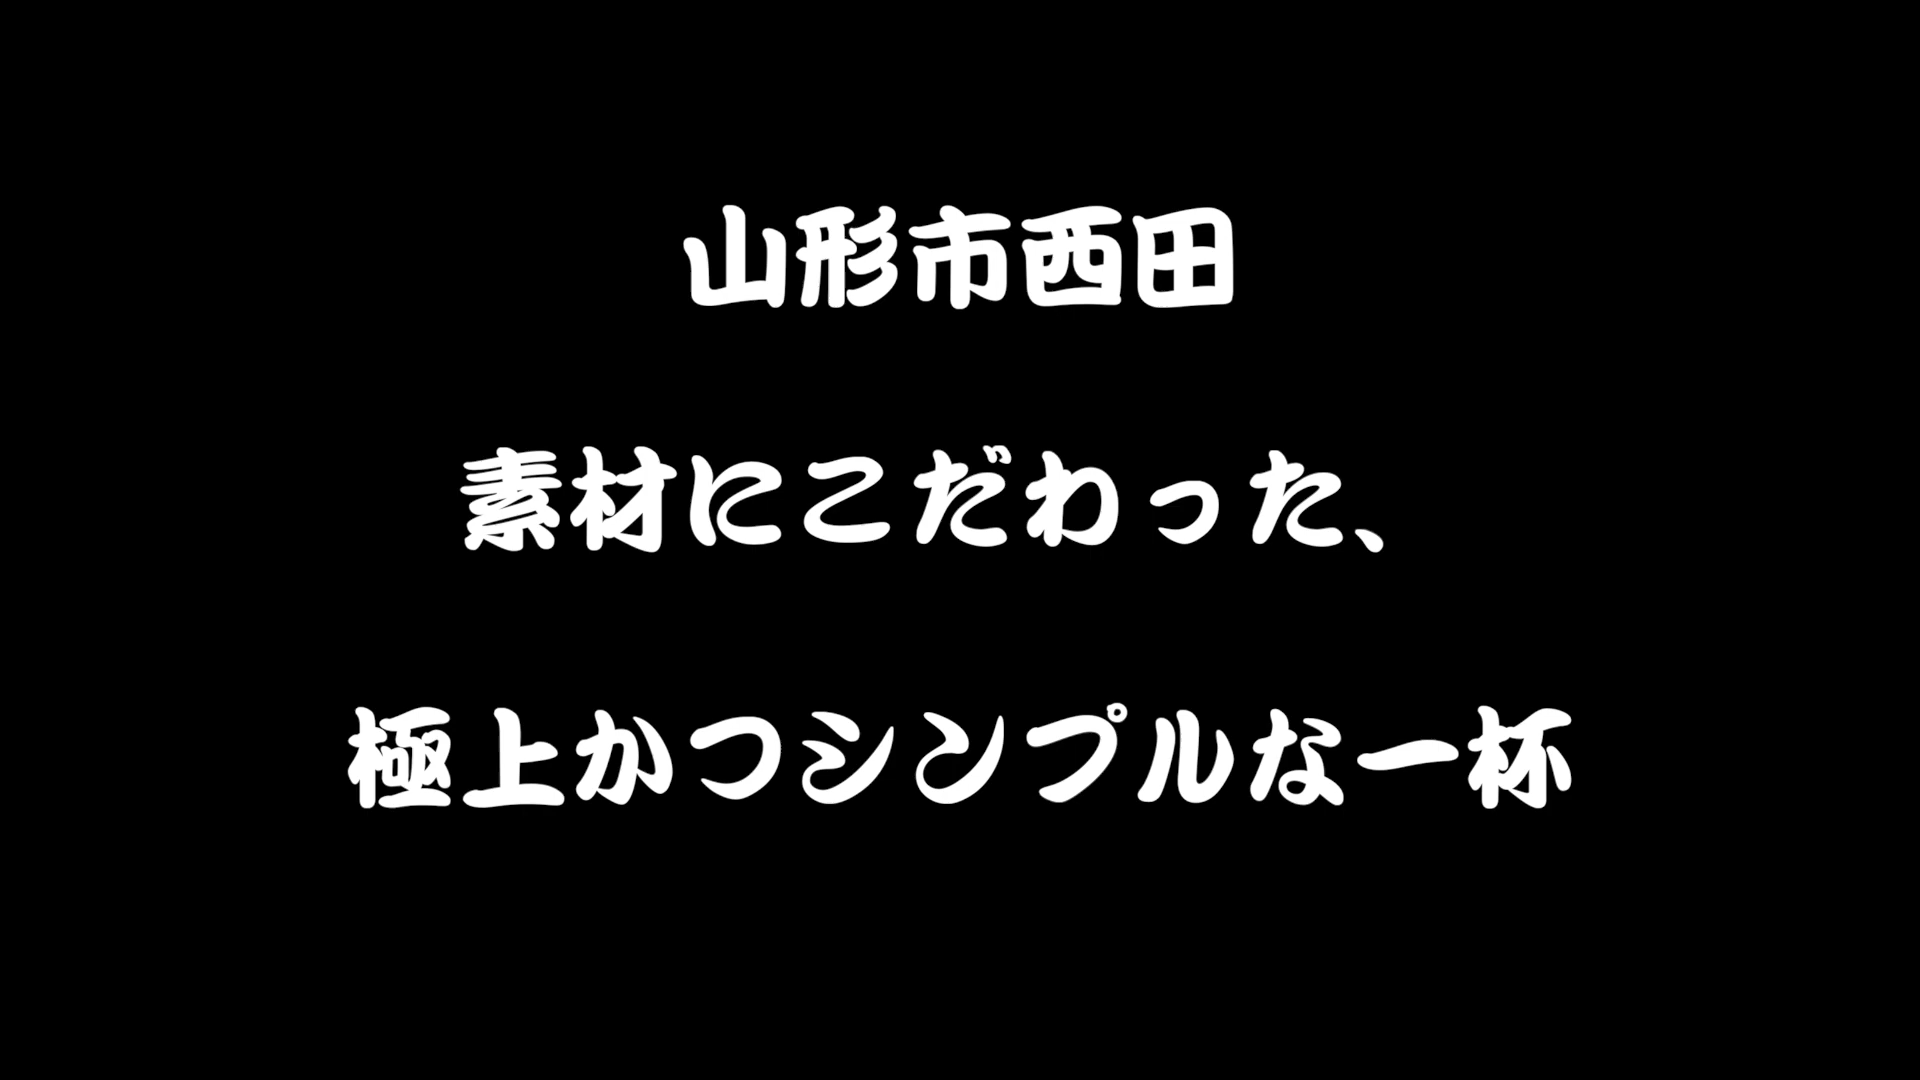 山形市西田
素材にこだわった、
極上かつシンプルな一杯